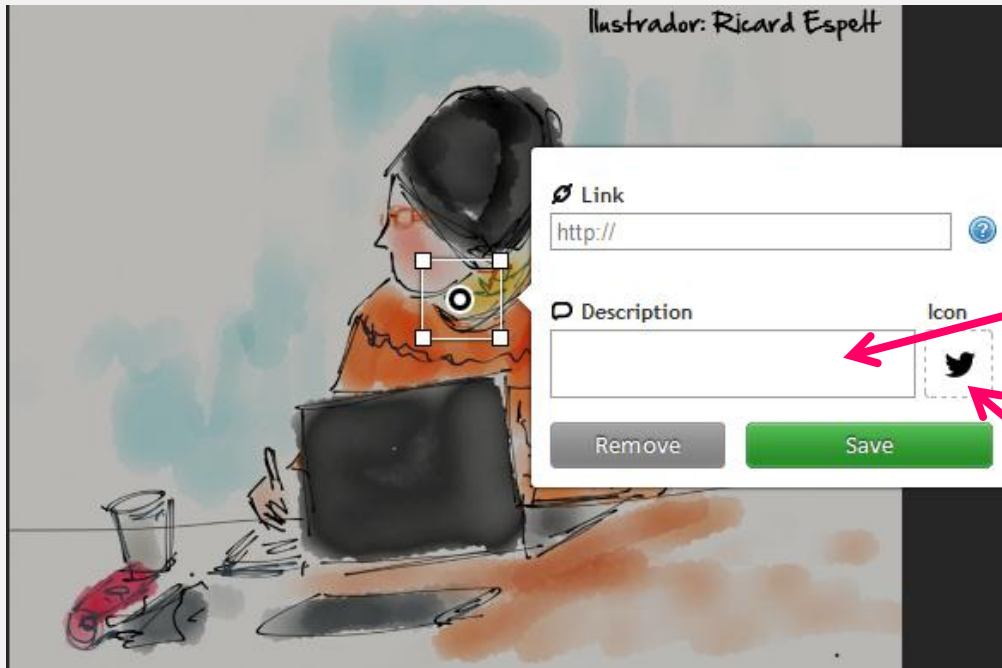 Ilustrador: Ricard Espelt
Link
http://
?
Description
Icon
Remove
Save